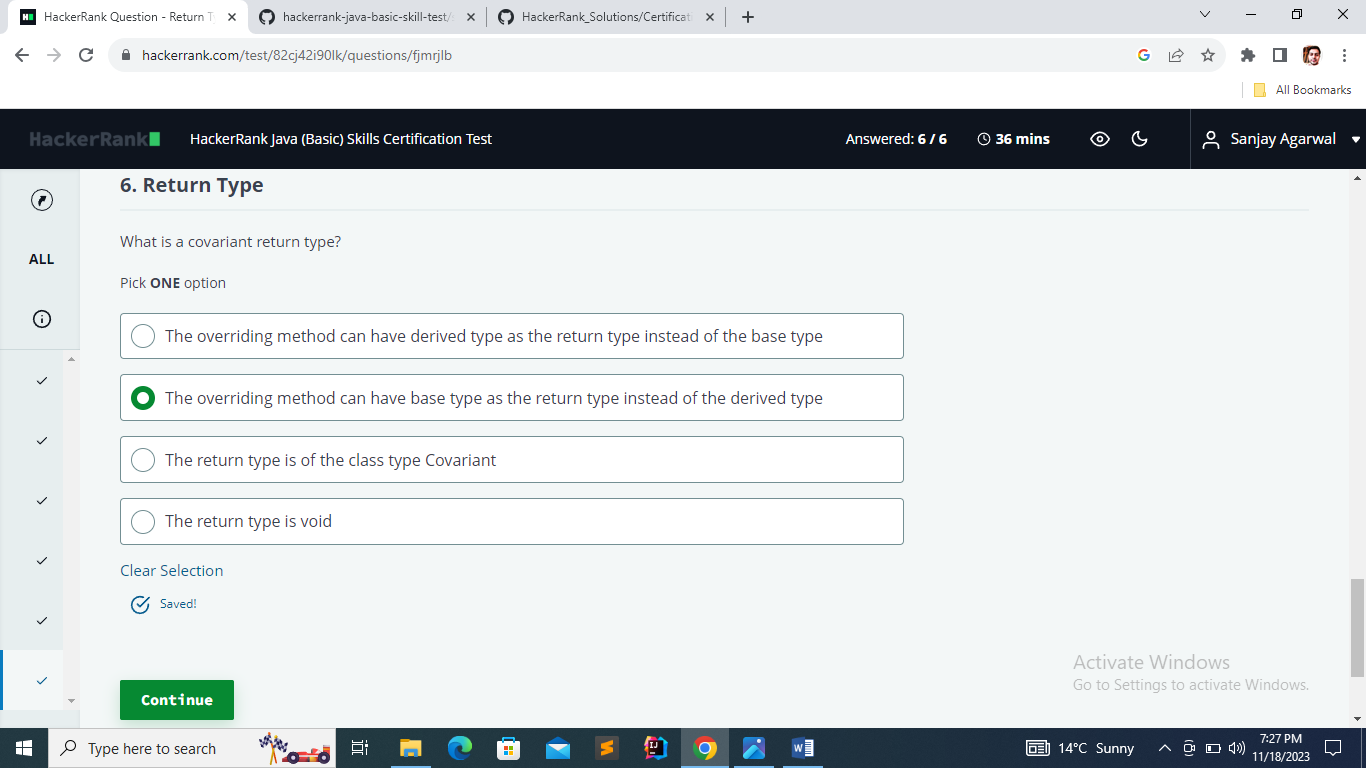 HackerRank Question - Return T
hackerrank-java-basic-skill-test/
HackerRank_Solutions/Certificati
hackerrank.com/test/82cj42i90lk/questions/fjmrjlb
All Bookmarks
HackerRank
HackerRank Java (Basic) Skills Certification Test
Answered: 6 / 6
36 mins
Sanjay Agarwal
6. Return Type
ALL
What is a covariant return type?
Pick ONE option
The overriding method can have derived type as the return type instead of the base type
The overriding method can have base type as the return type instead of the derived type
The return type is of the class type Covariant
The return type is void
Clear Selection
Saved!
Continue
Activate Windows
Go to Settings to activate Windows.
Type here to search
14°C Sunny
7:27 PM
11/18/2023